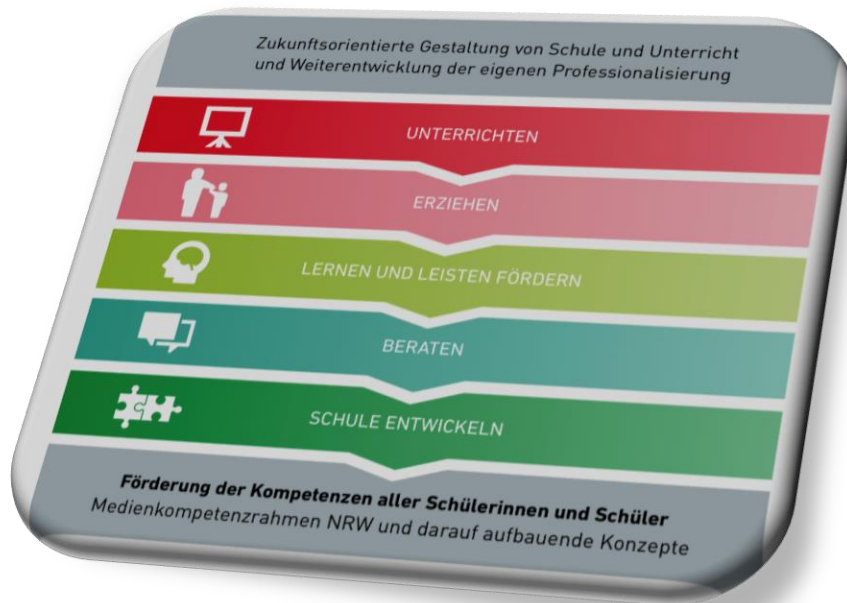 Zukunftsorientierte Gestaltung von Schule und Unterricht
und Weiterentwicklung der eigenen Professionalisierung
UNTERRICHTEN
ERZIEHEN
LERNEN UND LEISTEN FÖRDERN
BERATEN
SCHULE ENTWICKELN
Förderung der Kompetenzen aller Schülerinnen und Schüler
Medienkompetenzrahmen NRW und darauf aufbauende Konzepte